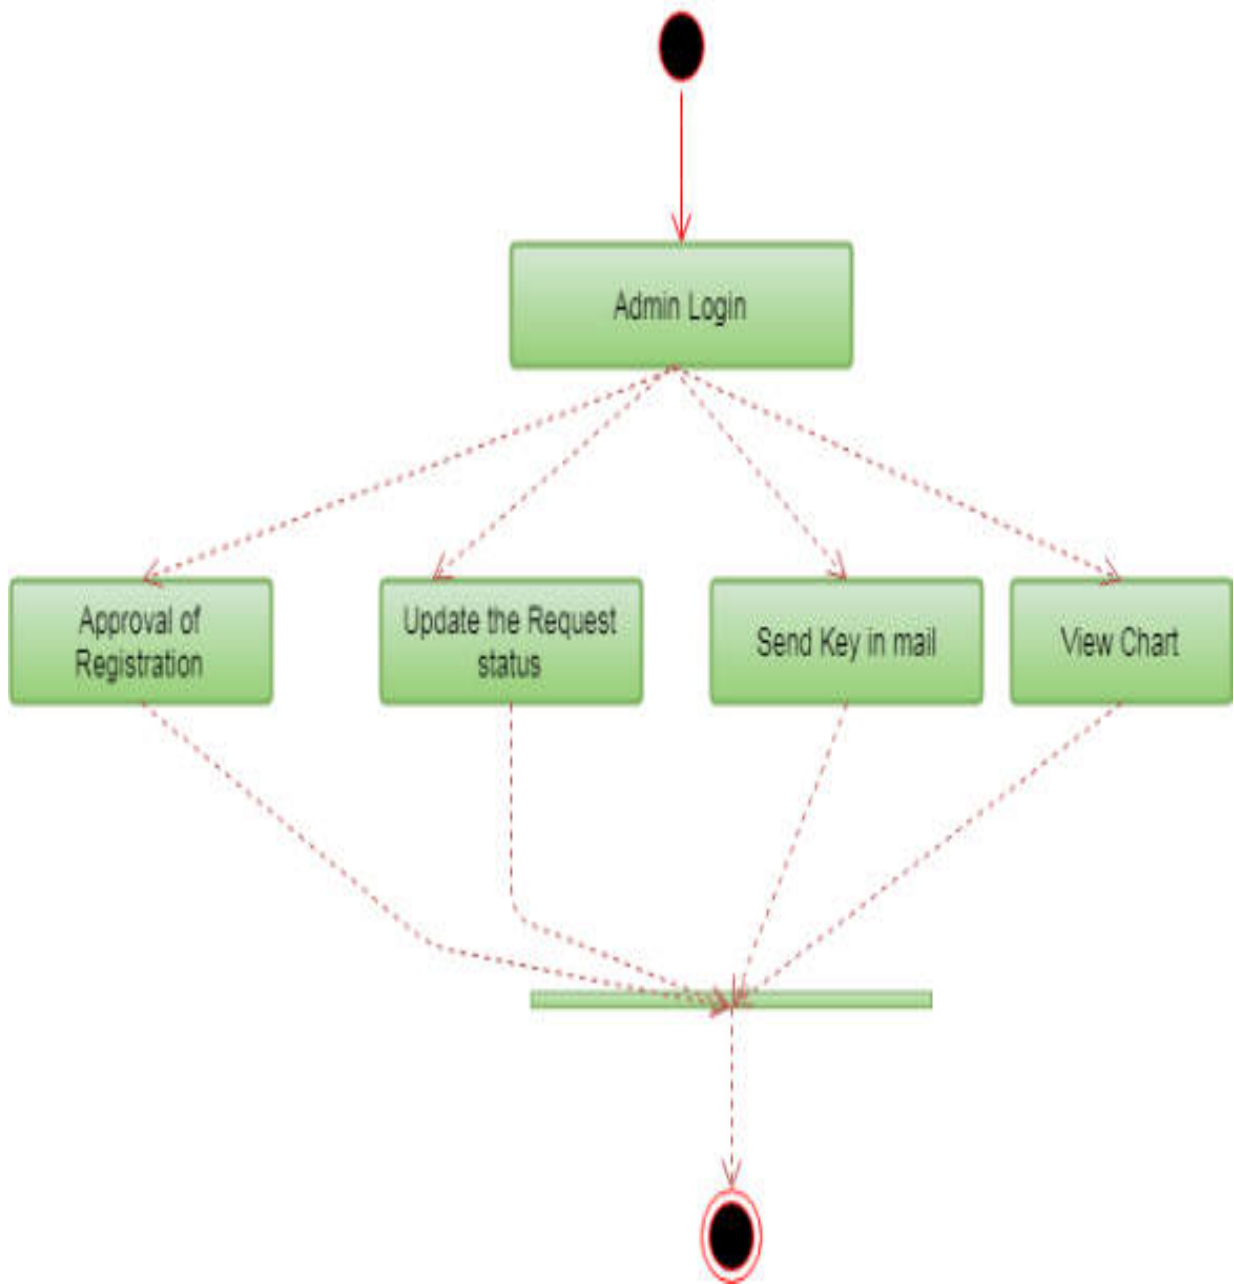 Admin Login
Approval of
Registration
Update the Request
status
Send Key in mail
View Chart